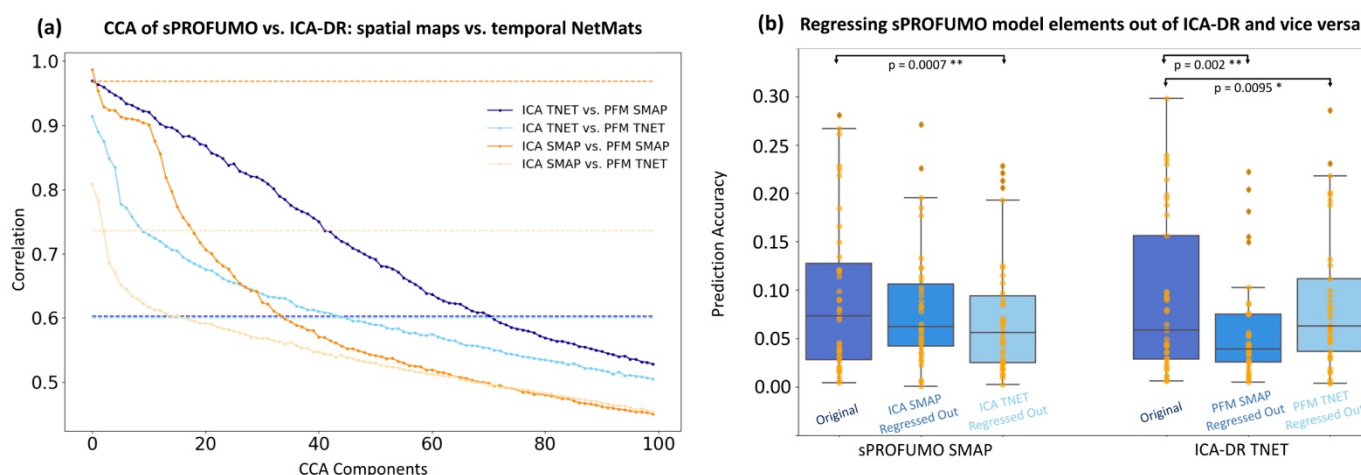 (a) CCA of sPROFUMO vs. ICA-DR: spatial maps vs. temporal NetMats
1.0
0.9
0.8
0.7
0.6
0.5
Correlation
ICA TNET vs. PFM SMAP
ICA TNET vs. PFM TNET
ICA SMAP vs. PFM SMAP
ICA SMAP vs. PFM TNET
0 20 40 60 80 100
CCA Components
(b) Regressing sPROFUMO model elements out of ICA-DR and vice versa
p = 0.0007 **
p = 0.002 **
p = 0.0095 *
0.30
0.25
0.20
0.15
0.10
0.05
0.00
Prediction Accuracy
Original
ICA SMAP
Regressed Out
ICA TNET
Regressed Out
Original
PFM SMAP
Regressed Out
PFM TNET
Regressed Out
sPROFUMO SMAP
ICA-DR TNET